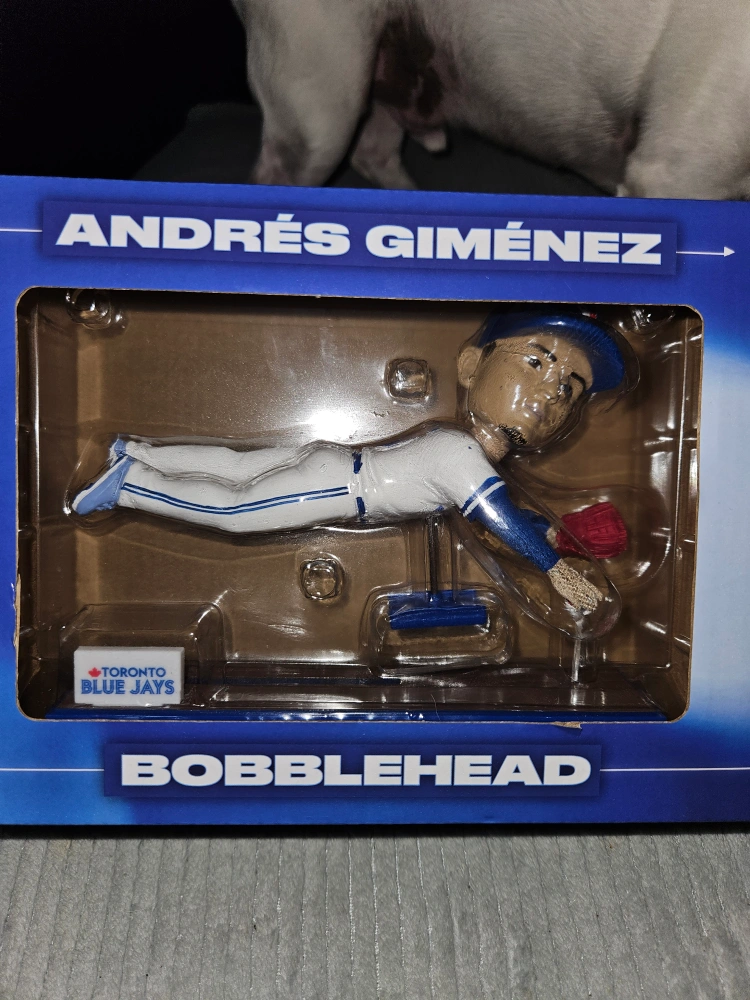 ANDRÉS GIMÉNEZ
TORONTO
BLUE JAYS
BOBBLEHEAD